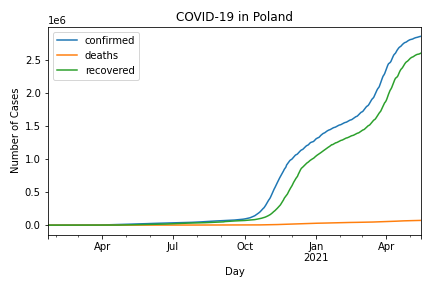 COVID-19 in Poland
1e6
confirmed
deaths
recovered
Number of Cases
2.5
2.0
1.5
1.0
0.5
0.0
Apr
Jul
Oct
Jan
2021
Apr
Day